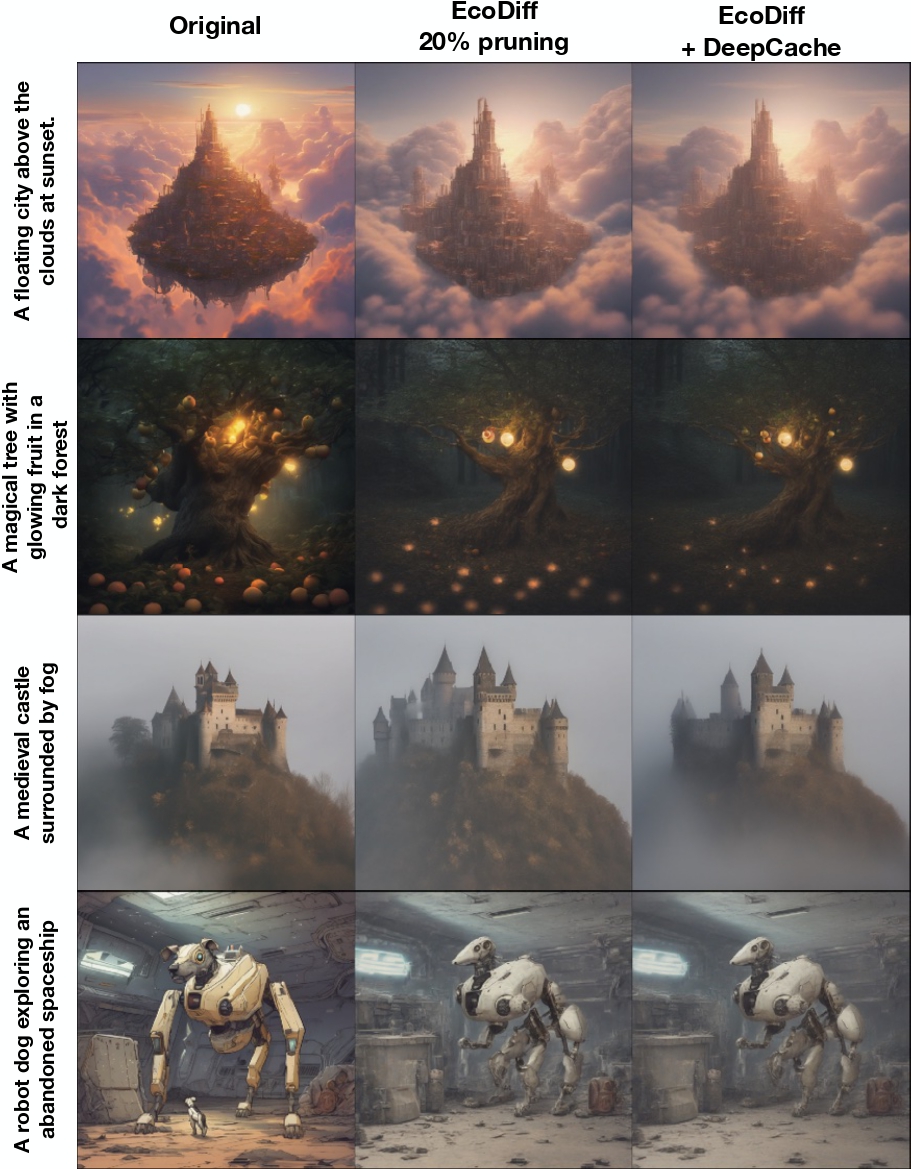 Original
EcoDiff
20% pruning
EcoDiff
+ DeepCache
A floating city above the
clouds at sunset.
A magical tree with
glowing fruit in a
dark forest
A medieval castle
surrounded by fog
A robot dog exploring an
abandoned spaceship